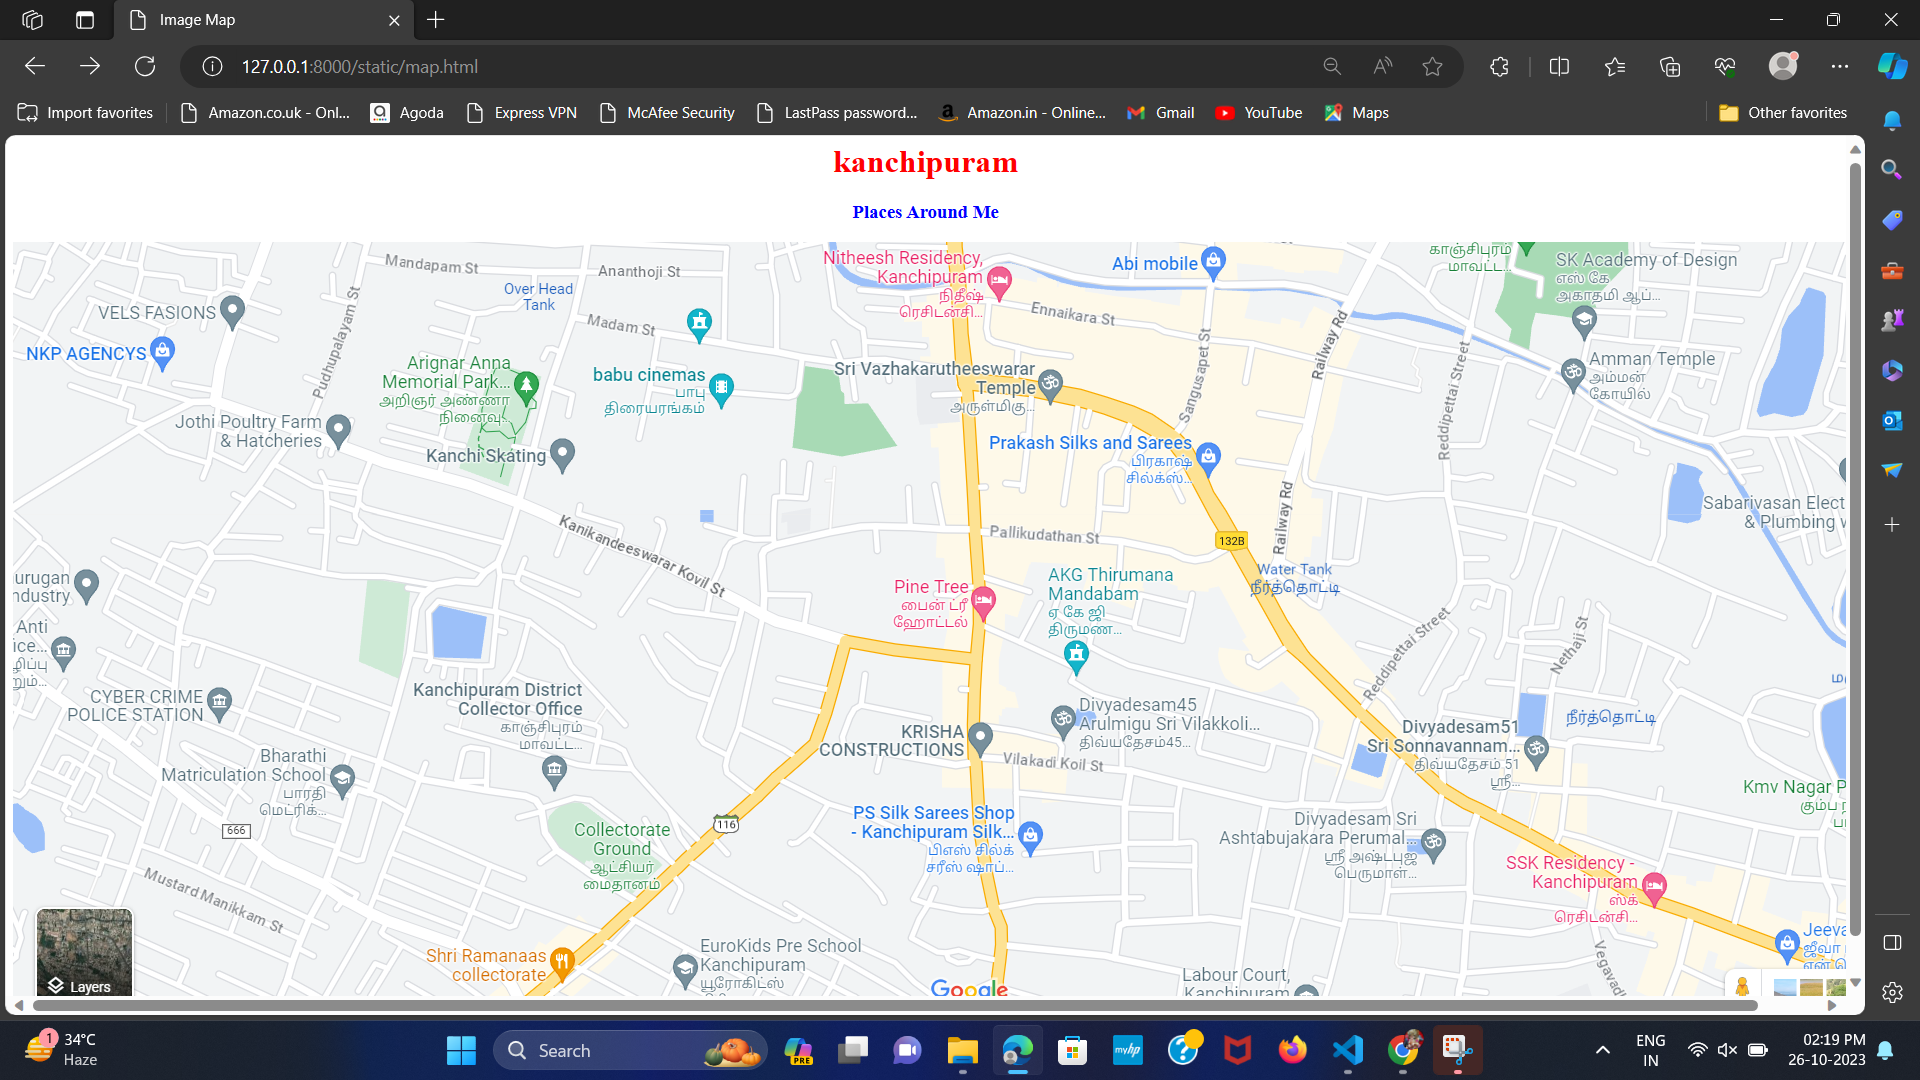 Image Map
127.0.0.1:8000/static/map.html
Import favorites
Amazon.co.uk - Onl...
Agoda
Express VPN
McAfee Security
LastPass password...
Amazon.in - Online...
Gmail
YouTube
Maps
Other favorites
kanchipuram
Places Around Me
Mandapam St
Ananthoji St
Nitheesh Residency,
Kanchipuram
நிதீஷ்
ரெசிடன்சி...
Abi mobile
காஞ்சிபுரம்
மாவட்ட...
SK Academy of Design
எஸ் கே
அகாதமி ஆப்...
Over Head
Tank
VELS FASIONS
Pudhupalayam St
Madam St
Ennaikara St
Railway Rd
Sangusapet St
Reddipettai Street
NKP AGENCYS
Arignar Anna
Memorial Park...
அறிஞர் அண்ணா
நினைவு...
babu cinemas
பாபு
திரையரங்கம்
Sri Vazhakarutheeswarar
Temple
அருள்மிகு...
Amman Temple
அம்மன்
கோயில்
Jothi Poultry Farm
& Hatcheries
Kanchi Skating
Prakash Silks and Sarees
பிரகாஷ்
சில்க்ஸ்...
Railway Rd
Sabarivasan Elect
& Plumbing
Kanikandeeswarar Kovil St
Pallikudathan St
132B
Water Tank
நீர்த்தொட்டி
urugan
ndustry
Pine Tree
பைன் ட்ரீ
ஹோட்டல்
AKG Thirumana
Mandabam
ஏ கே ஜி
திருமண...
Reddipettai Street
Nethaji St
Anti
ice...
ழிப்பு
றும்...
CYBER CRIME
POLICE STATION
Kanchipuram District
Collector Office
காஞ்சிபுரம்
மாவட்ட...
KRISHA
CONSTRUCTIONS
Divyadesam45
Arulmigu Sri Vilakkoli...
திவ்யதேசம்45...
Divyadesam51
Sri Sonnavannam...
திவ்யதேசம் 51
ஸ்ரீ...
நீர்த்தொட்டி
Bharathi
Matriculation School
பாரதி
மெட்ரிக்...
Vilakadi Koil St
Kmv Nagar P
கும்ப ந
666
116
Collectorate
Ground
ஆட்சியர்
மைதானம்
PS Silk Sarees Shop
- Kanchipuram Silk...
பிஎஸ் சில்க்
சரீஸ் ஷாப்...
Divyadesam Sri
Ashtabujakara Perumal...
ஸ்ரீ அஷ்டபுஜ
பெருமாள்...
SSK Residency -
Kanchipuram
ஸ்க்
ரெசிடன்சி...
Mustard Manikkam St
Shri Ramanaas
collectorate
EuroKids Pre School
Kanchipuram
யூரோகிட்ஸ்
Labour Court,
Kanchipuram
Jeeva
ஜீவா
Layers
Google
34°C
Haze
1
Search
PRE
myhp
ENG
IN
02:19 PM
26-10-2023